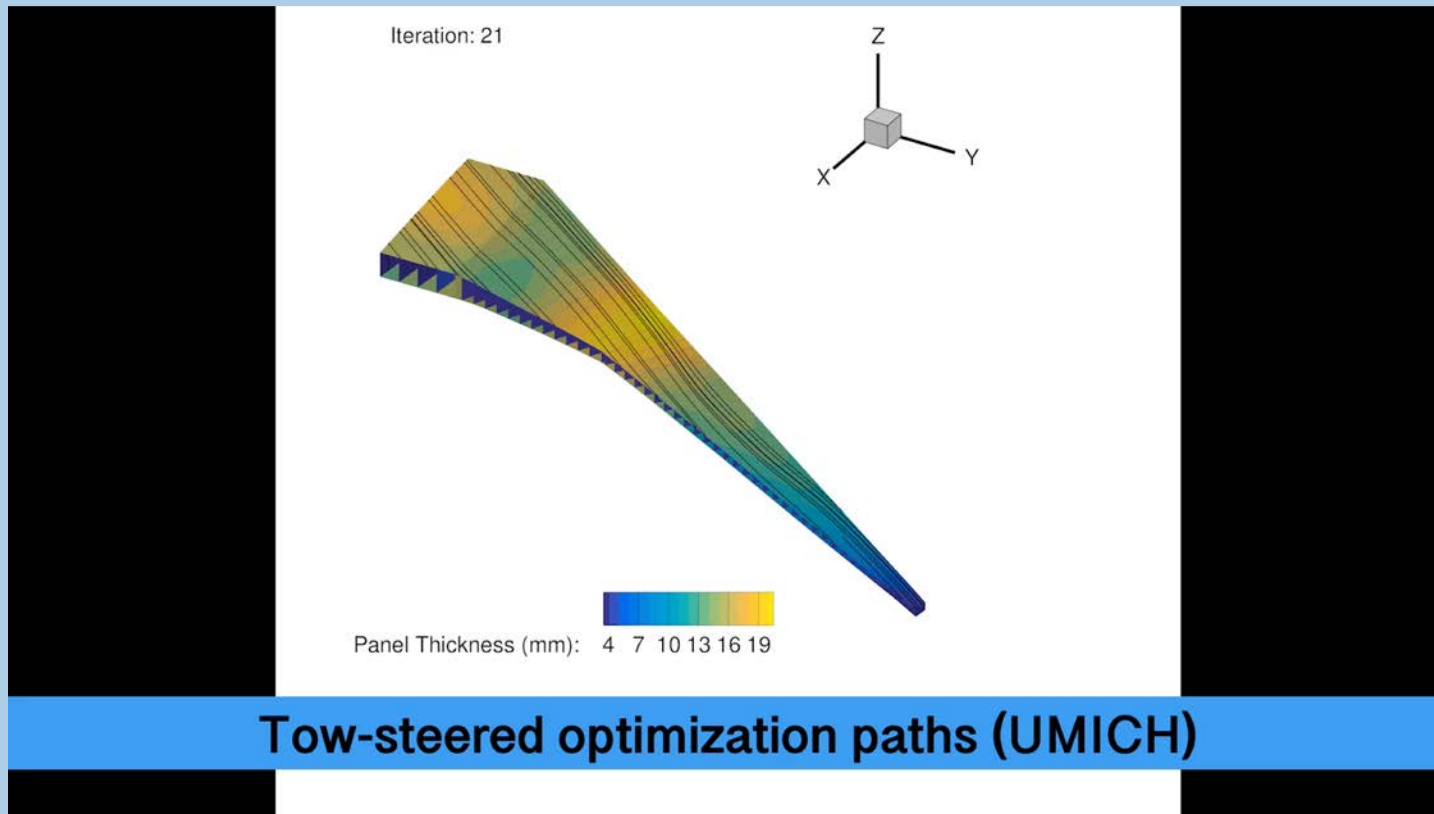 Iteration: 21
Z
Y
X
Panel Thickness (mm): 4 7 10 13 16 19
Tow-steered optimization paths (UMICH)